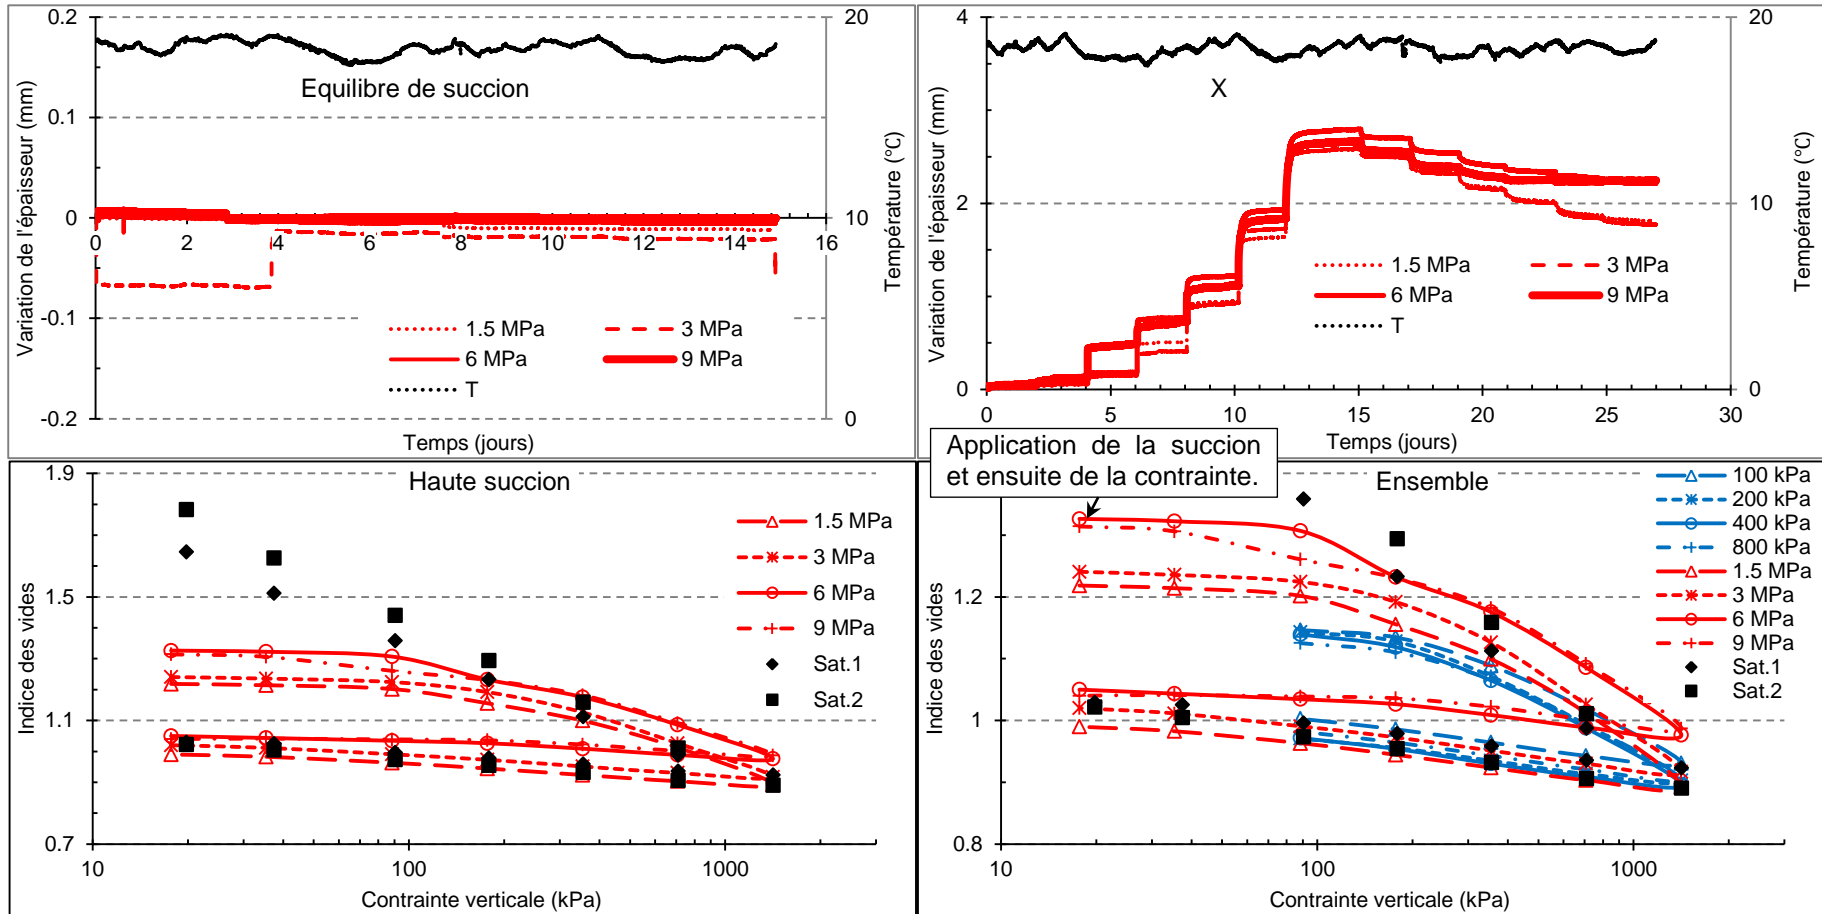 0.2
0.1
0
-0.1
-0.2
20
10
0
0 2 4 6 8 10 12 14 16
Variation de l'épaisseur (mm)
Température (°C)
Equilibre de succion
1.5 MPa
3 MPa
6 MPa
9 MPa
T
Temps (jours)
4
2
0
20
10
0
0 5 10 15 20 25 30
Variation de l'épaisseur (mm)
Température (°C)
X
1.5 MPa
3 MPa
6 MPa
9 MPa
T
Temps (jours)
1.9
1.5
1.1
0.7
10 100 1000
Indice des vides
Contrainte verticale (kPa)
Haute succion
1.5 MPa
3 MPa
6 MPa
9 MPa
Sat.1
Sat.2
Application de la succion
et ensuite de la contrainte.
Ensemble
1.2
1
0.8
10 100 1000
Indice des vides
Contrainte verticale (kPa)
100 kPa
200 kPa
400 kPa
800 kPa
1.5 MPa
3 MPa
6 MPa
9 MPa
Sat.1
Sat.2